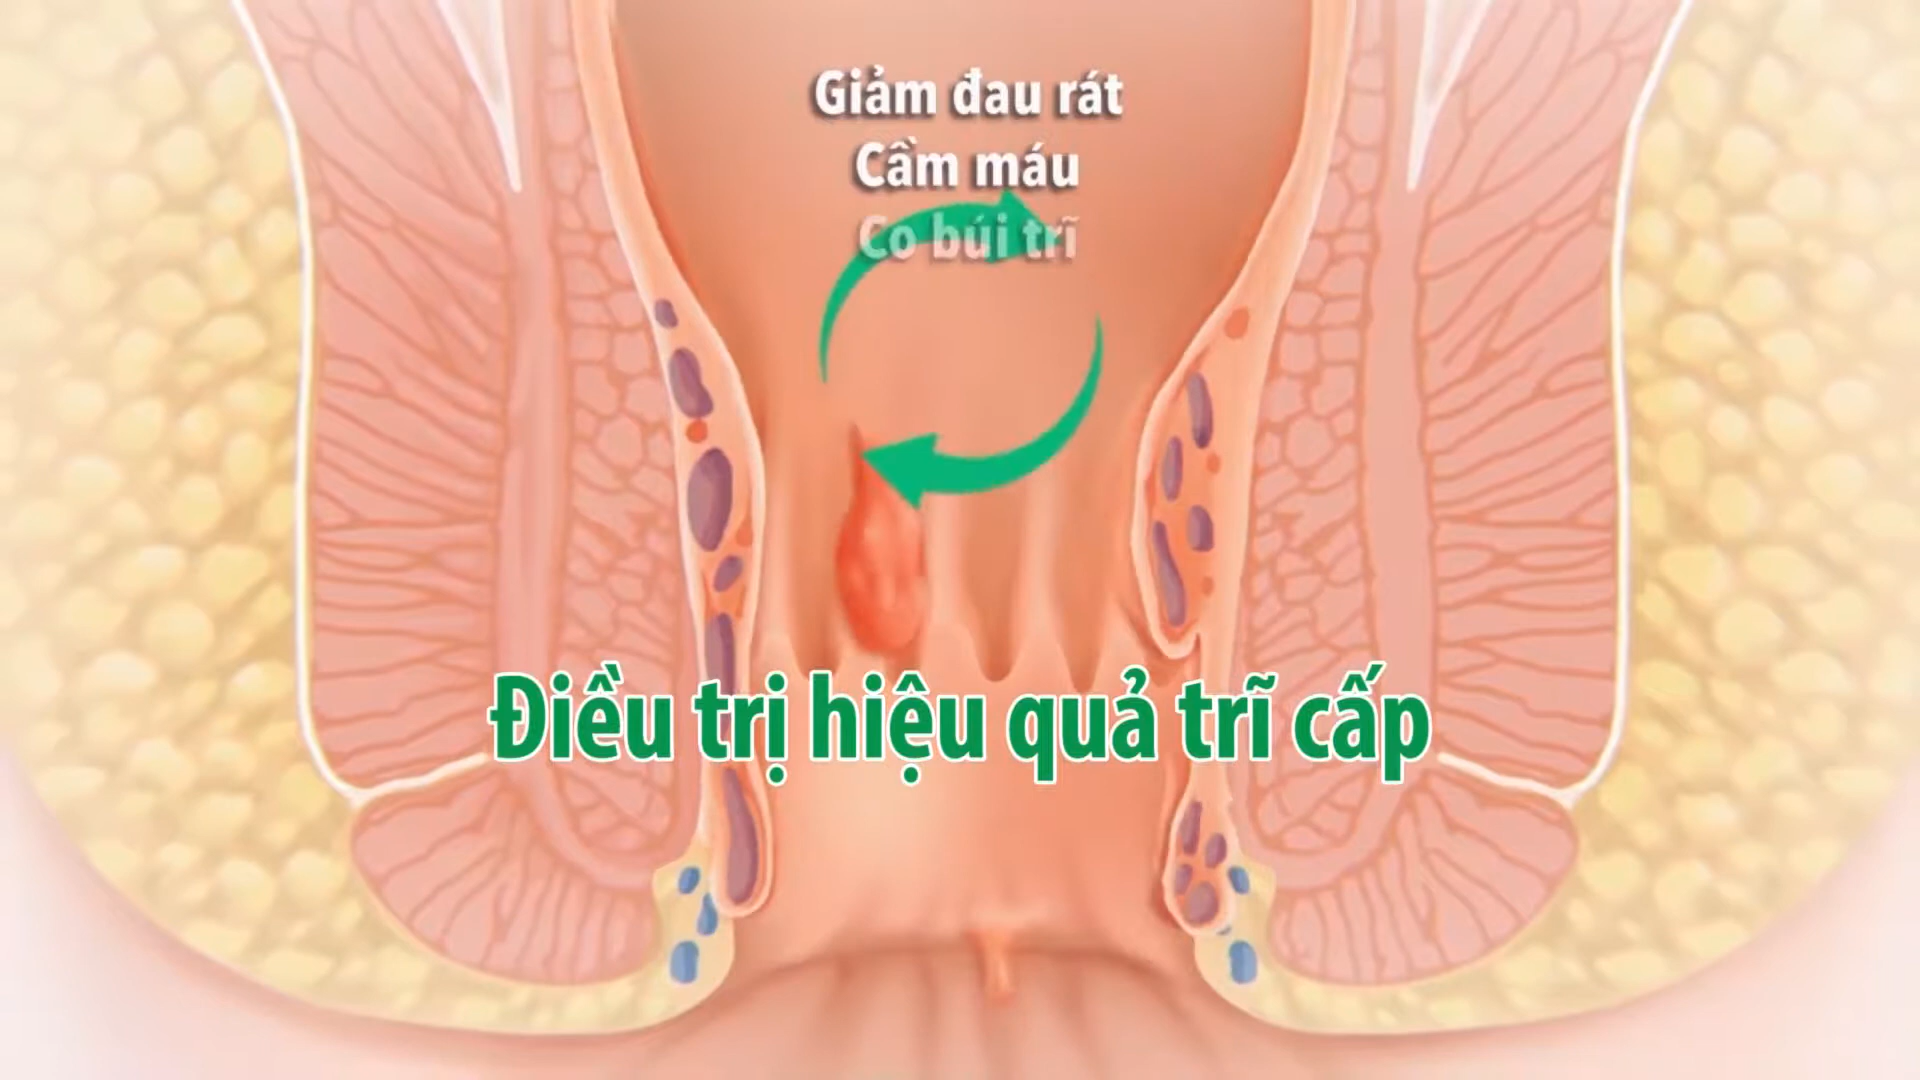 Giảm đau rát
Cầm máu
Co búi trĩ
Điều trị hiệu quả trĩ cấp